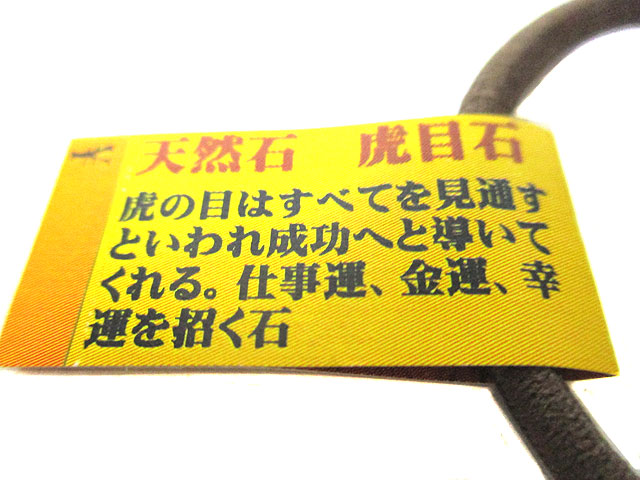 天然石　虎目石
虎の目はすべてを見通す
といわれ成功へと導いて
くれる。仕事運、金運、幸
運を招く石